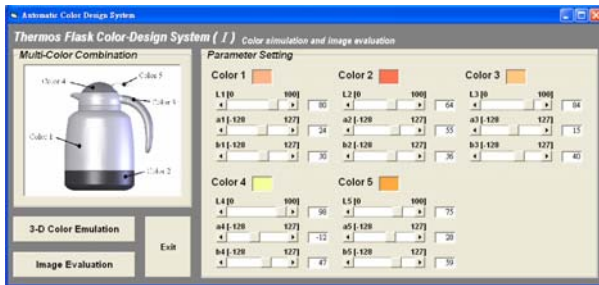 Automatic Color Design System
Thermos Flask Color-Design System ( I ) Color simulation and image evaluation
Multi-Color Combination
Color 4
Color 5
Color 3
Color 1
Color 2
3-D Color Emulation
Image Evaluation
Exit
Parameter Setting
Color 1 Color 2 Color 3
L1 [0 100] L2 [0 100] L3 [0 100]
80 64 84
a1 [-128 127] a2 [-128 127] a3 [-128 127]
24 55 15
b1 [-128 127] b2 [-128 127] b3 [-128 127]
30 36 40
Color 4 Color 5
L4 [0 100] L5 [0 100]
98 75
a4 [-128 127] a5 [-128 127]
-12 28
b4 [-128 127] b5 [-128 127]
47 59